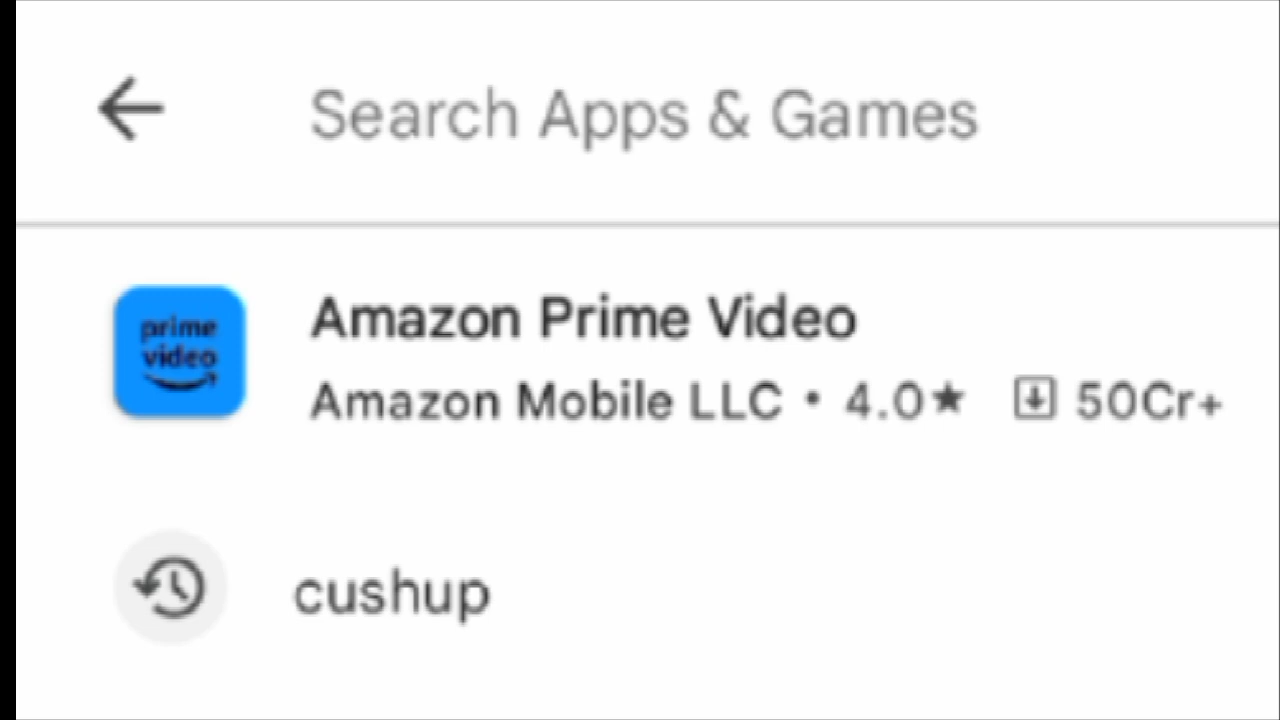 Search Apps & Games
prime
video
Amazon Prime Video
Amazon Mobile LLC • 4.0★ 50Cr+
cushup